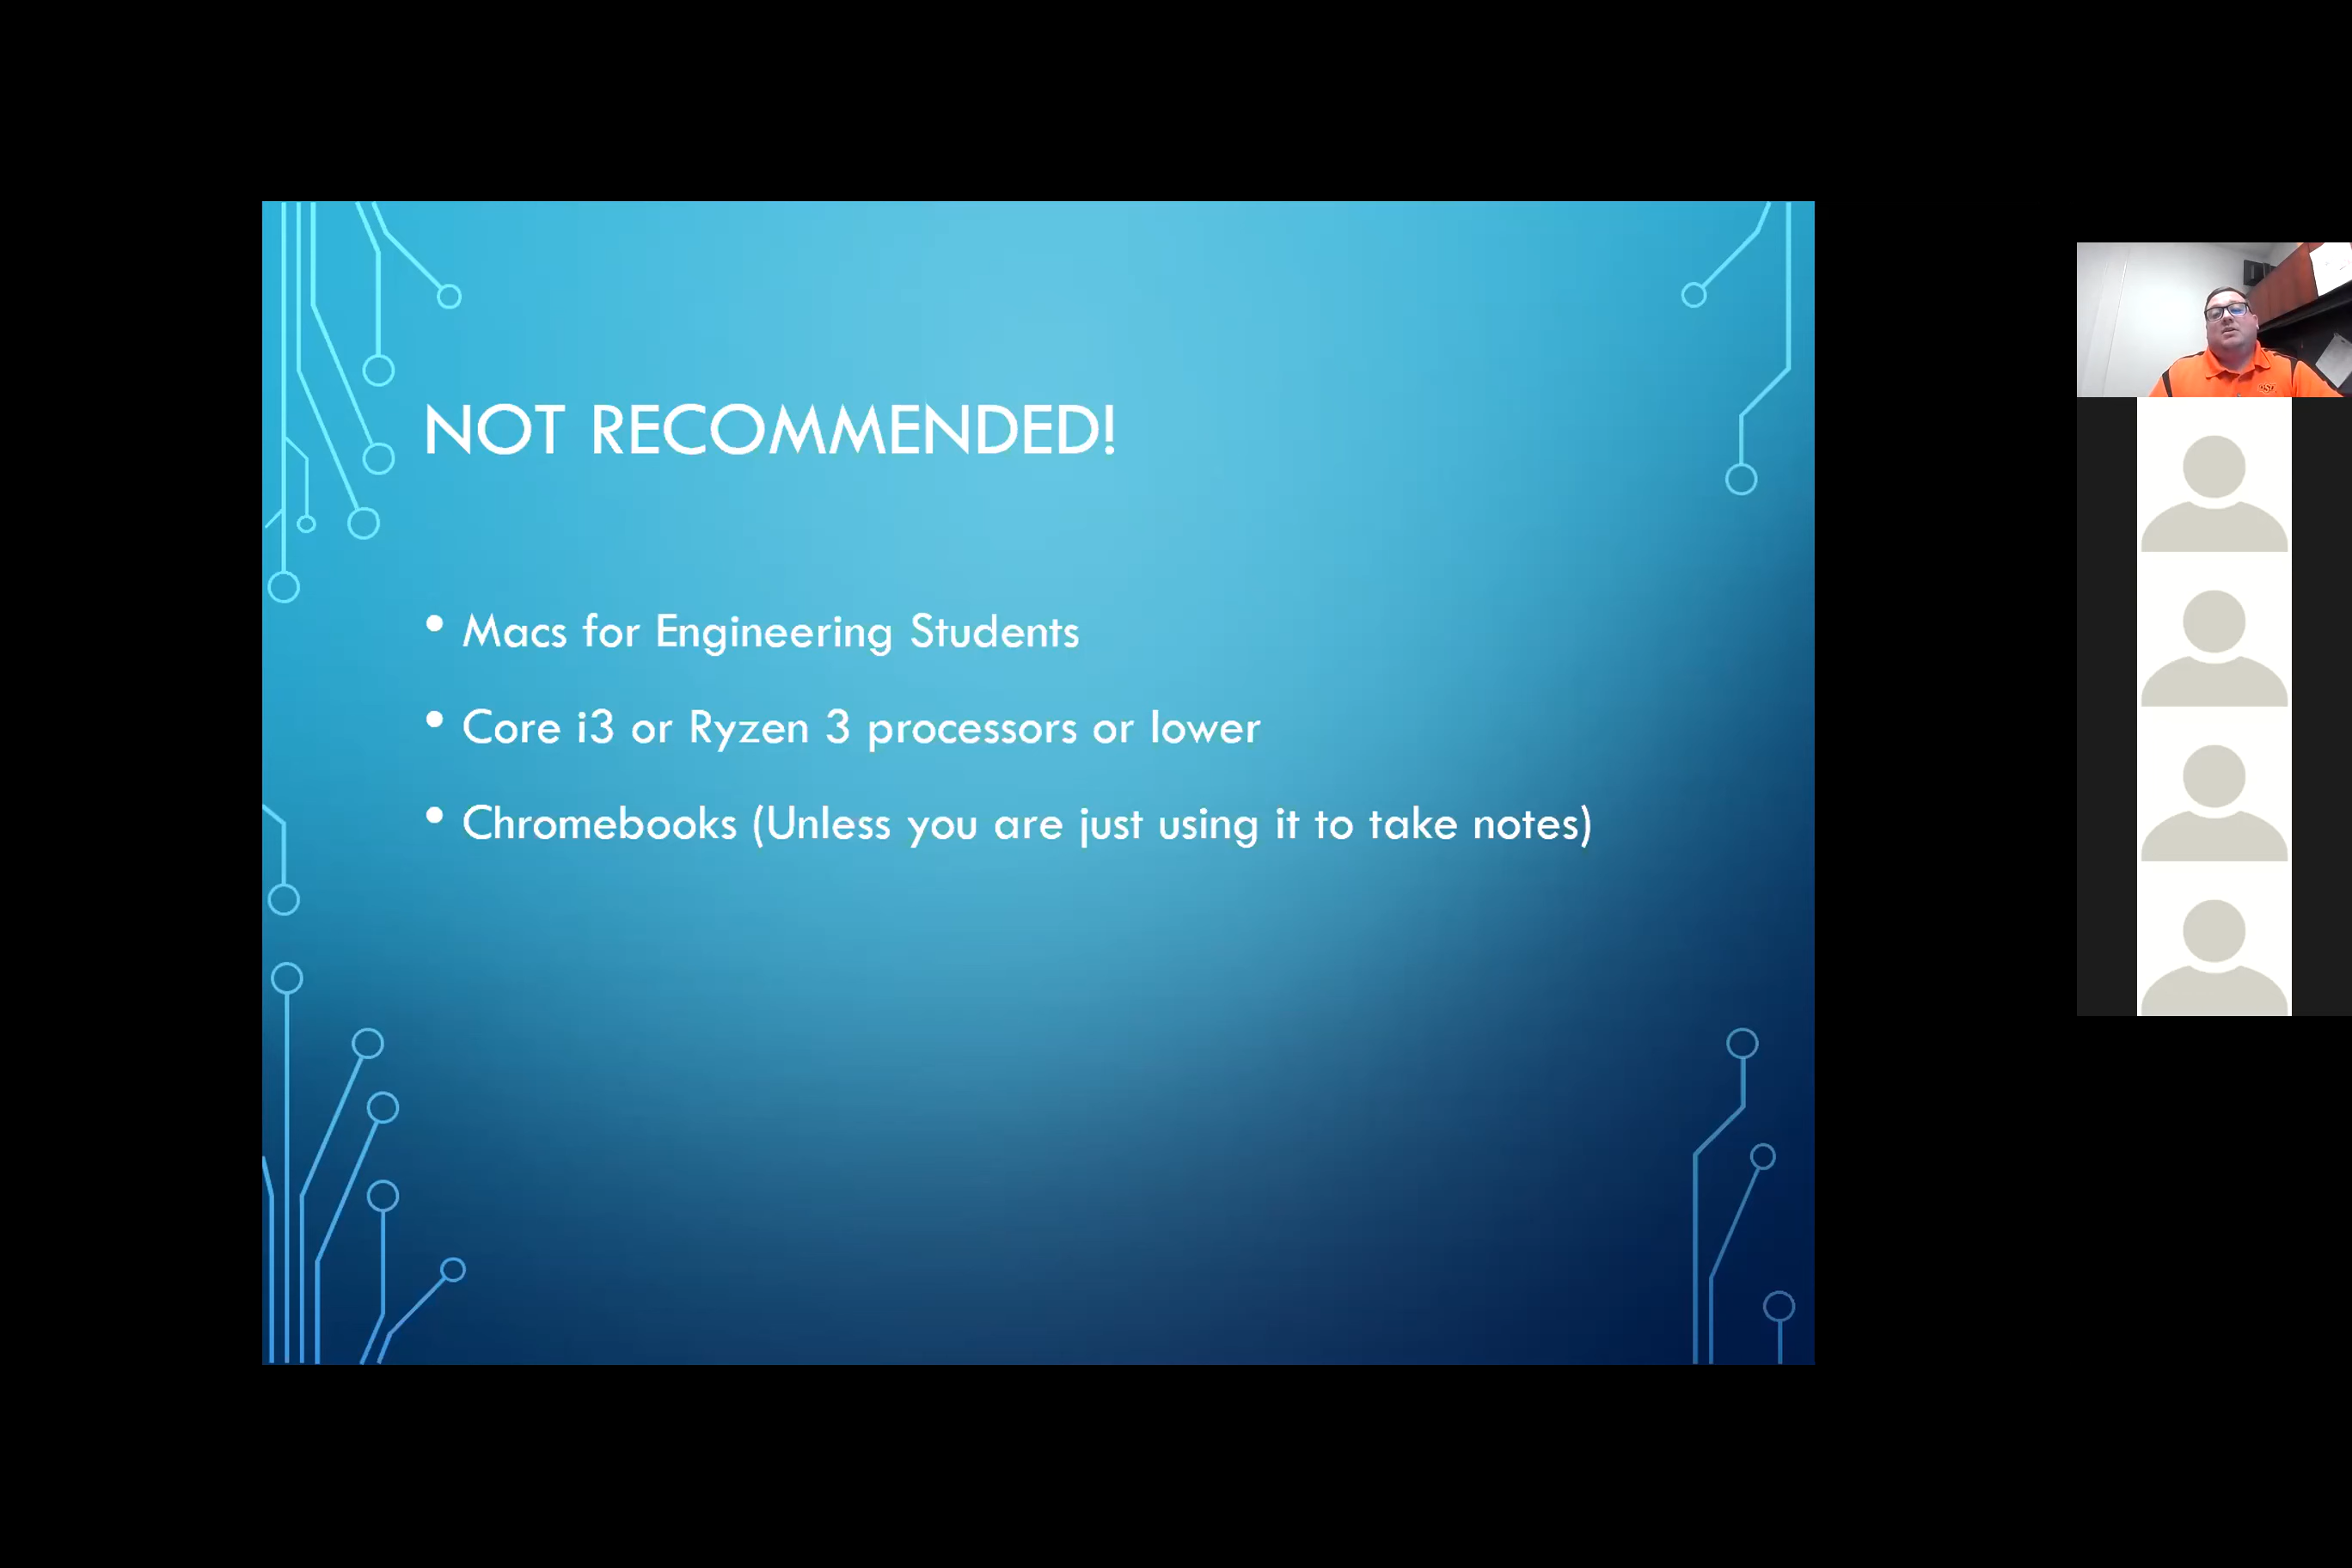 NOT RECOMMENDED!
Macs for Engineering Students
Core i3 or Ryzen 3 processors or lower
Chromebooks (Unless you are just using it to take notes)